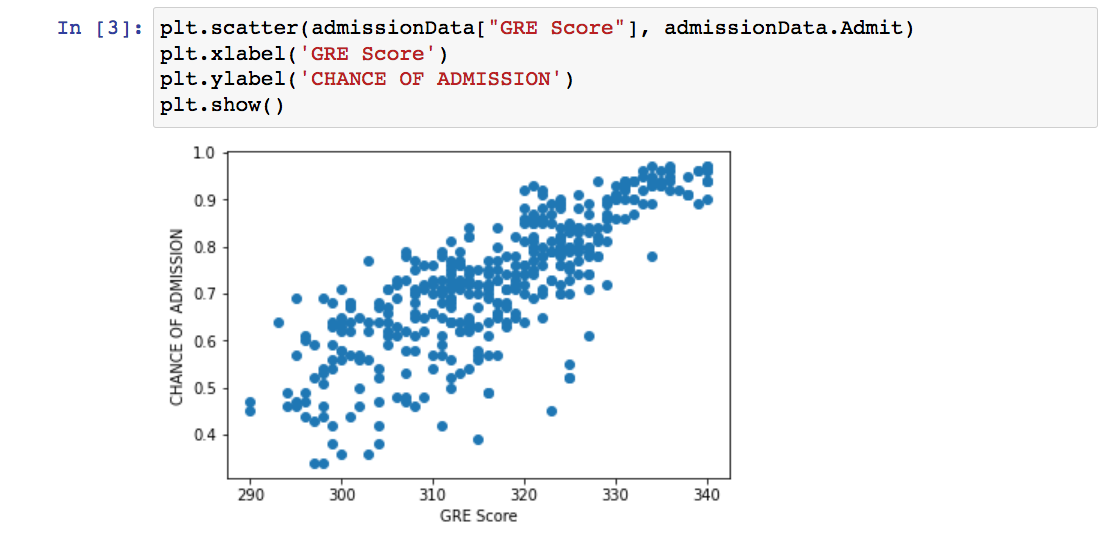 In [3]: plt.scatter(admissionData["GRE Score"], admissionData.Admit)
plt.xlabel('GRE Score')
plt.ylabel('CHANCE OF ADMISSION')
plt.show()
1.0
0.9
0.8
0.7
0.6
0.5
0.4
CHANCE OF ADMISSION
290 300 310 320 330 340
GRE Score